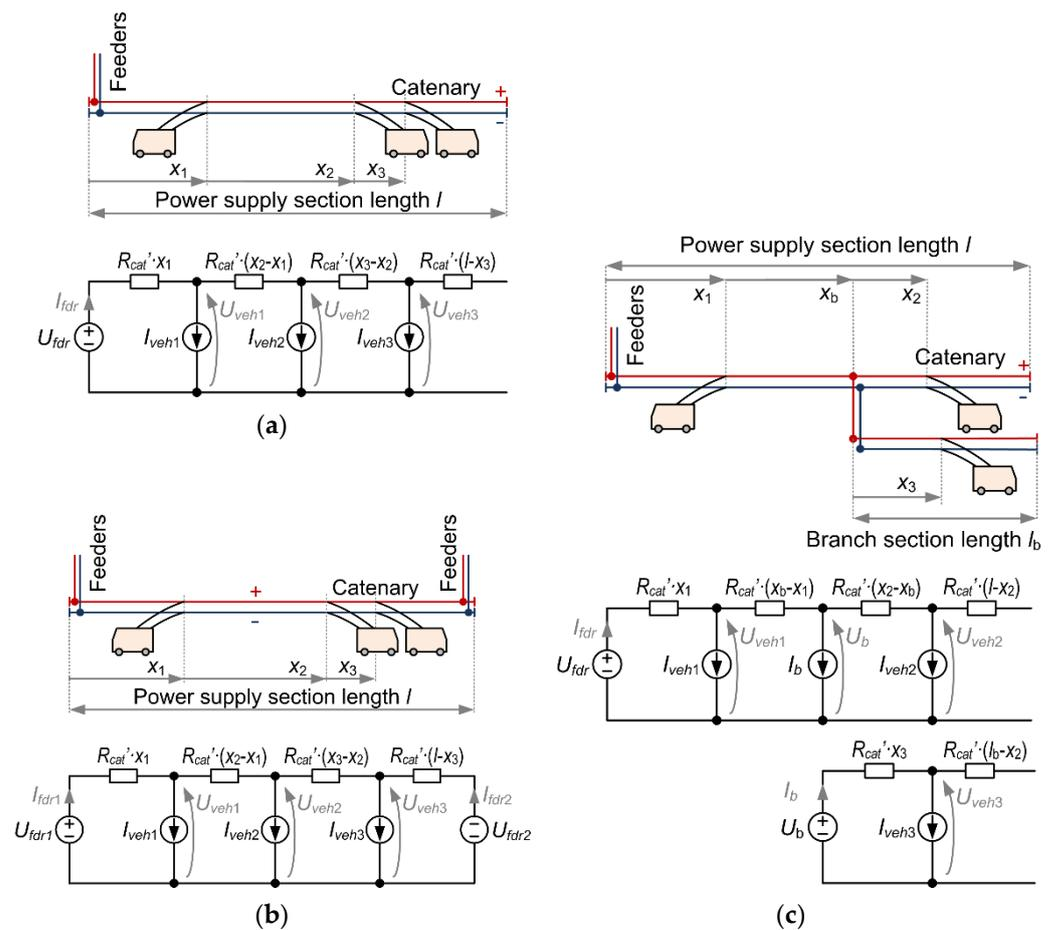 Feeders
Catenary
+
−
x1
x2
x3
Power supply section length l
Rcat'·x1
Rcat'·(x2-x1)
Rcat'·(x3-x2)
Rcat'·(l-x3)
Ifdr
Ufdr
Iveh1
Uveh1
Iveh2
Uveh2
Iveh3
Uveh3
(a)
Feeders
Feeders
+
−
Catenary
x1
x2
x3
Power supply section length l
Rcat'·x1
Rcat'·(x2-x1)
Rcat'·(x3-x2)
Rcat'·(l-x3)
Ifdr1
Ufdr1
Iveh1
Uveh1
Iveh2
Uveh2
Iveh3
Uveh3
Ifdr2
Ufdr2
(b)
Power supply section length l
x1
xb
x2
Feeders
Catenary
+
−
x3
Branch section length lb
Rcat'·x1
Rcat'·(xb-x1)
Rcat'·(x2-xb)
Rcat'·(l-x2)
Ifdr
Ufdr
Iveh1
Uveh1
Ib
Ub
Iveh2
Uveh2
Rcat'·x3
Rcat'·(lb-x2)
Ib
Ub
Iveh3
Uveh3
(c)